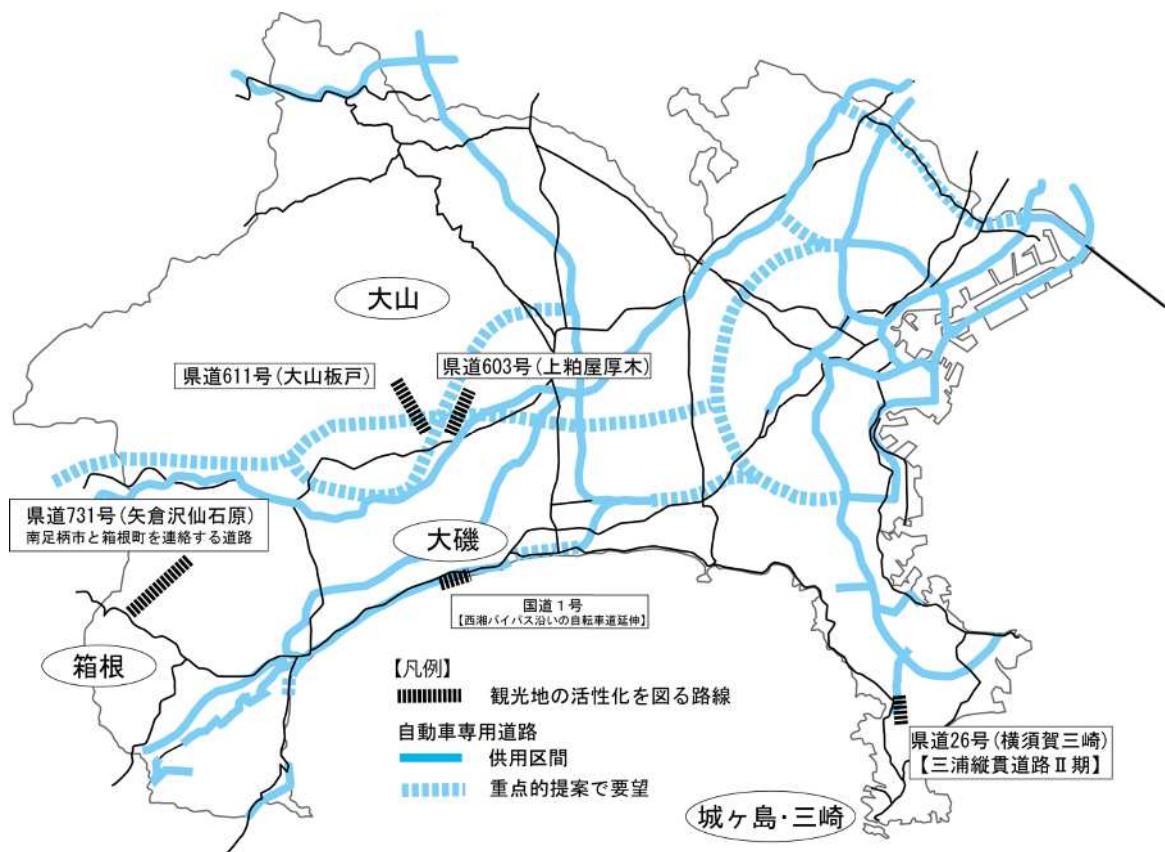 大山
県道611号(大山板戸)
県道603号(上粕屋厚木)
県道731号(矢倉沢仙石原)
南足柄市と箱根町を連絡する道路
大磯
国道1号
【西湘バイパス沿いの自転車道延伸】
箱根
【凡例】
観光地の活性化を図る路線
自動車専用道路
供用区間
重点的提案で要望
県道26号(横須賀三崎)
【三浦縦貫道路Ⅱ期】
城ヶ島・三崎